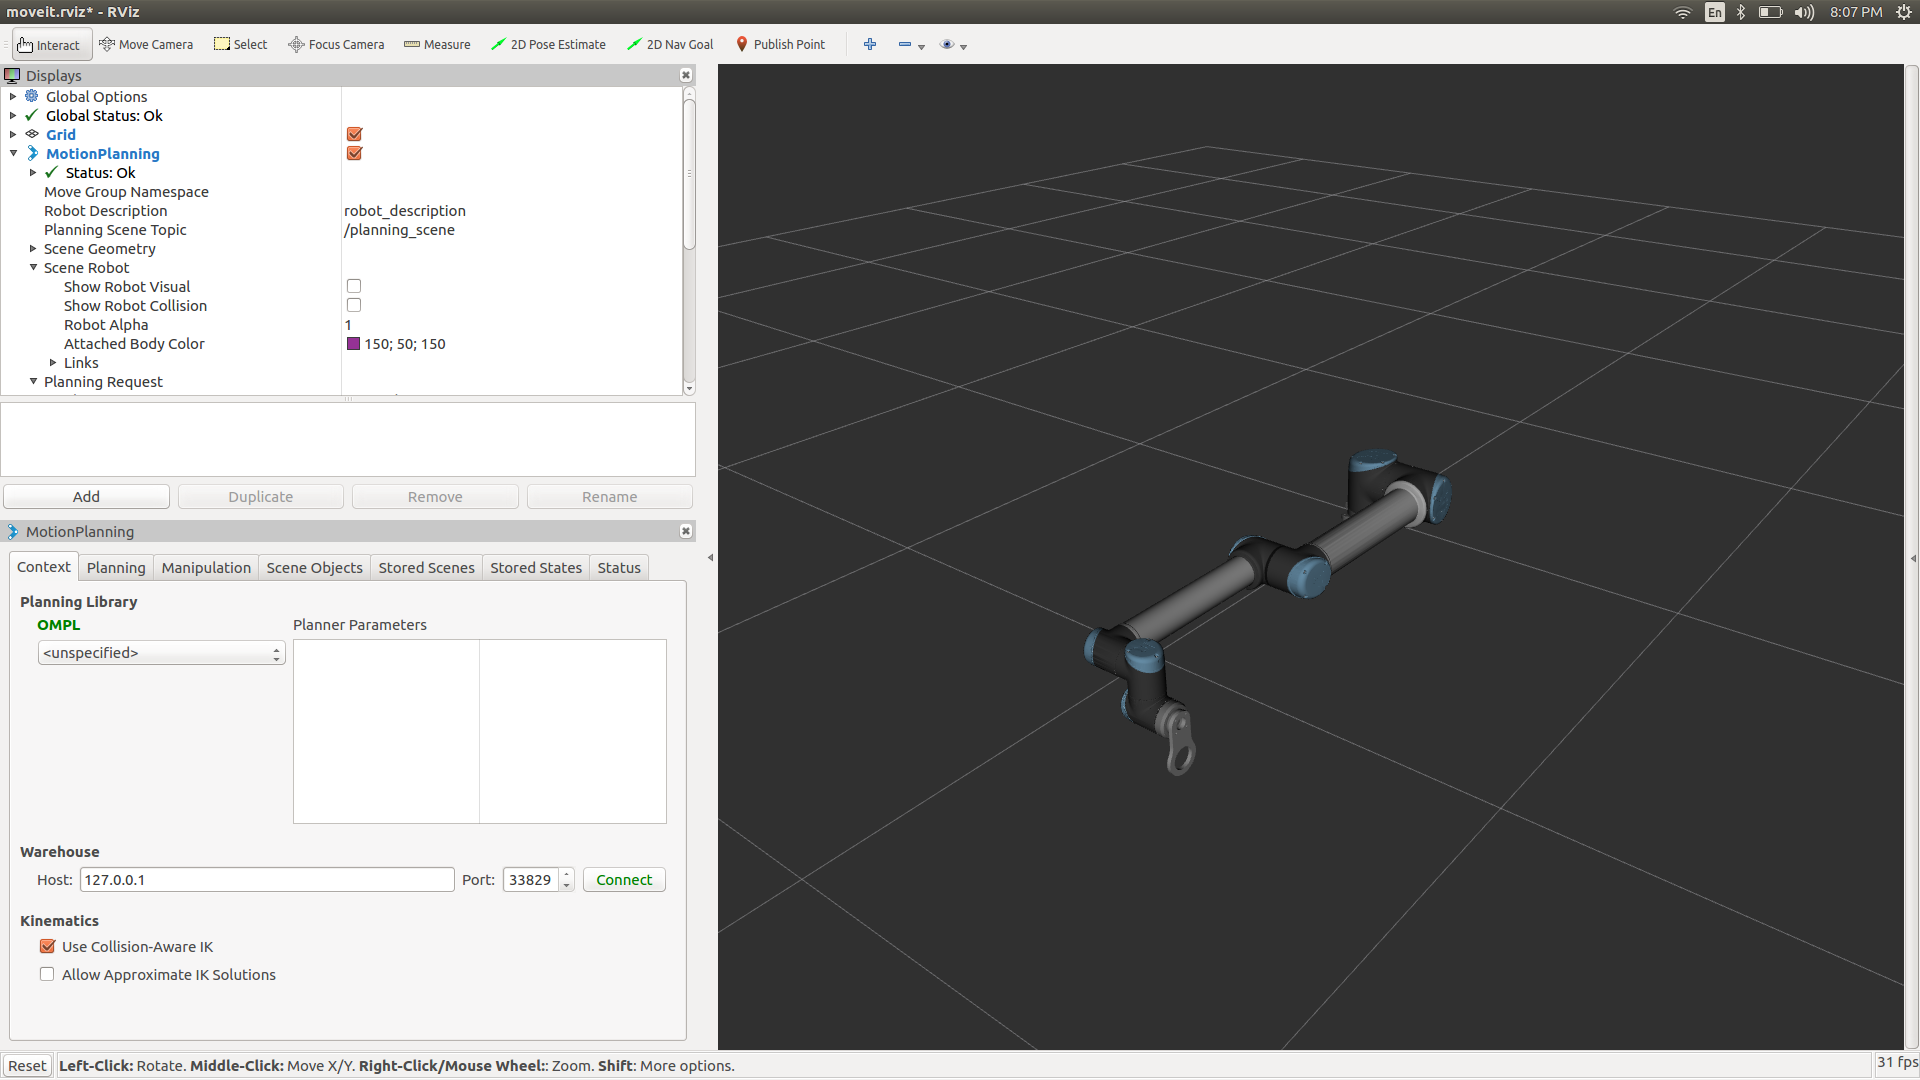 moveit.rviz* - RViz
En
8:07 PM
Interact
Move Camera
Select
Focus Camera
Measure
2D Pose Estimate
2D Nav Goal
Publish Point
Displays
Global Options
Global Status: Ok
Grid
MotionPlanning
Status: Ok
Move Group Namespace
Robot Description robot_description
Planning Scene Topic /planning_scene
Scene Geometry
Scene Robot
Show Robot Visual
Show Robot Collision
Robot Alpha 1
Attached Body Color 150; 50; 150
Links
Planning Request
Add Duplicate Remove Rename
MotionPlanning
Context Planning Manipulation Scene Objects Stored Scenes Stored States Status
Planning Library
OMPL
Planner Parameters
<unspecified>
Warehouse
Host: 127.0.0.1 Port: 33829 Connect
Kinematics
Use Collision-Aware IK
Allow Approximate IK Solutions
Reset Left-Click: Rotate. Middle-Click: Move X/Y. Right-Click/Mouse Wheel:: Zoom. Shift: More options.
31 fps